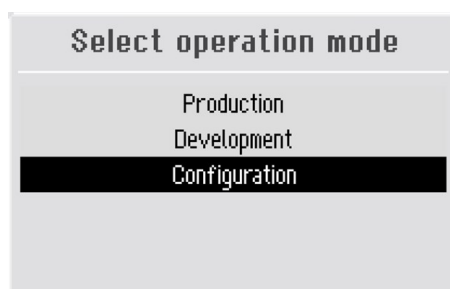 Select operation mode
Production
Development
Configuration